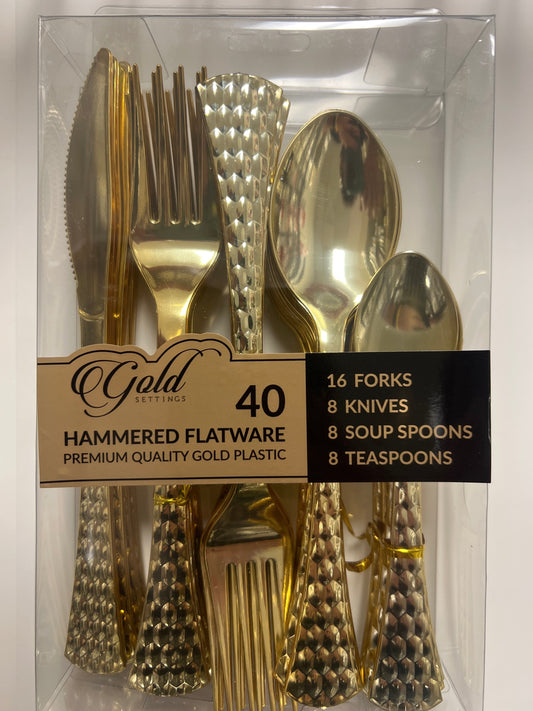 Gold
SETTINGS
40
HAMMERED FLATWARE
PREMIUM QUALITY GOLD PLASTIC
16 FORKS
8 KNIVES
8 SOUP SPOONS
8 TEASPOONS